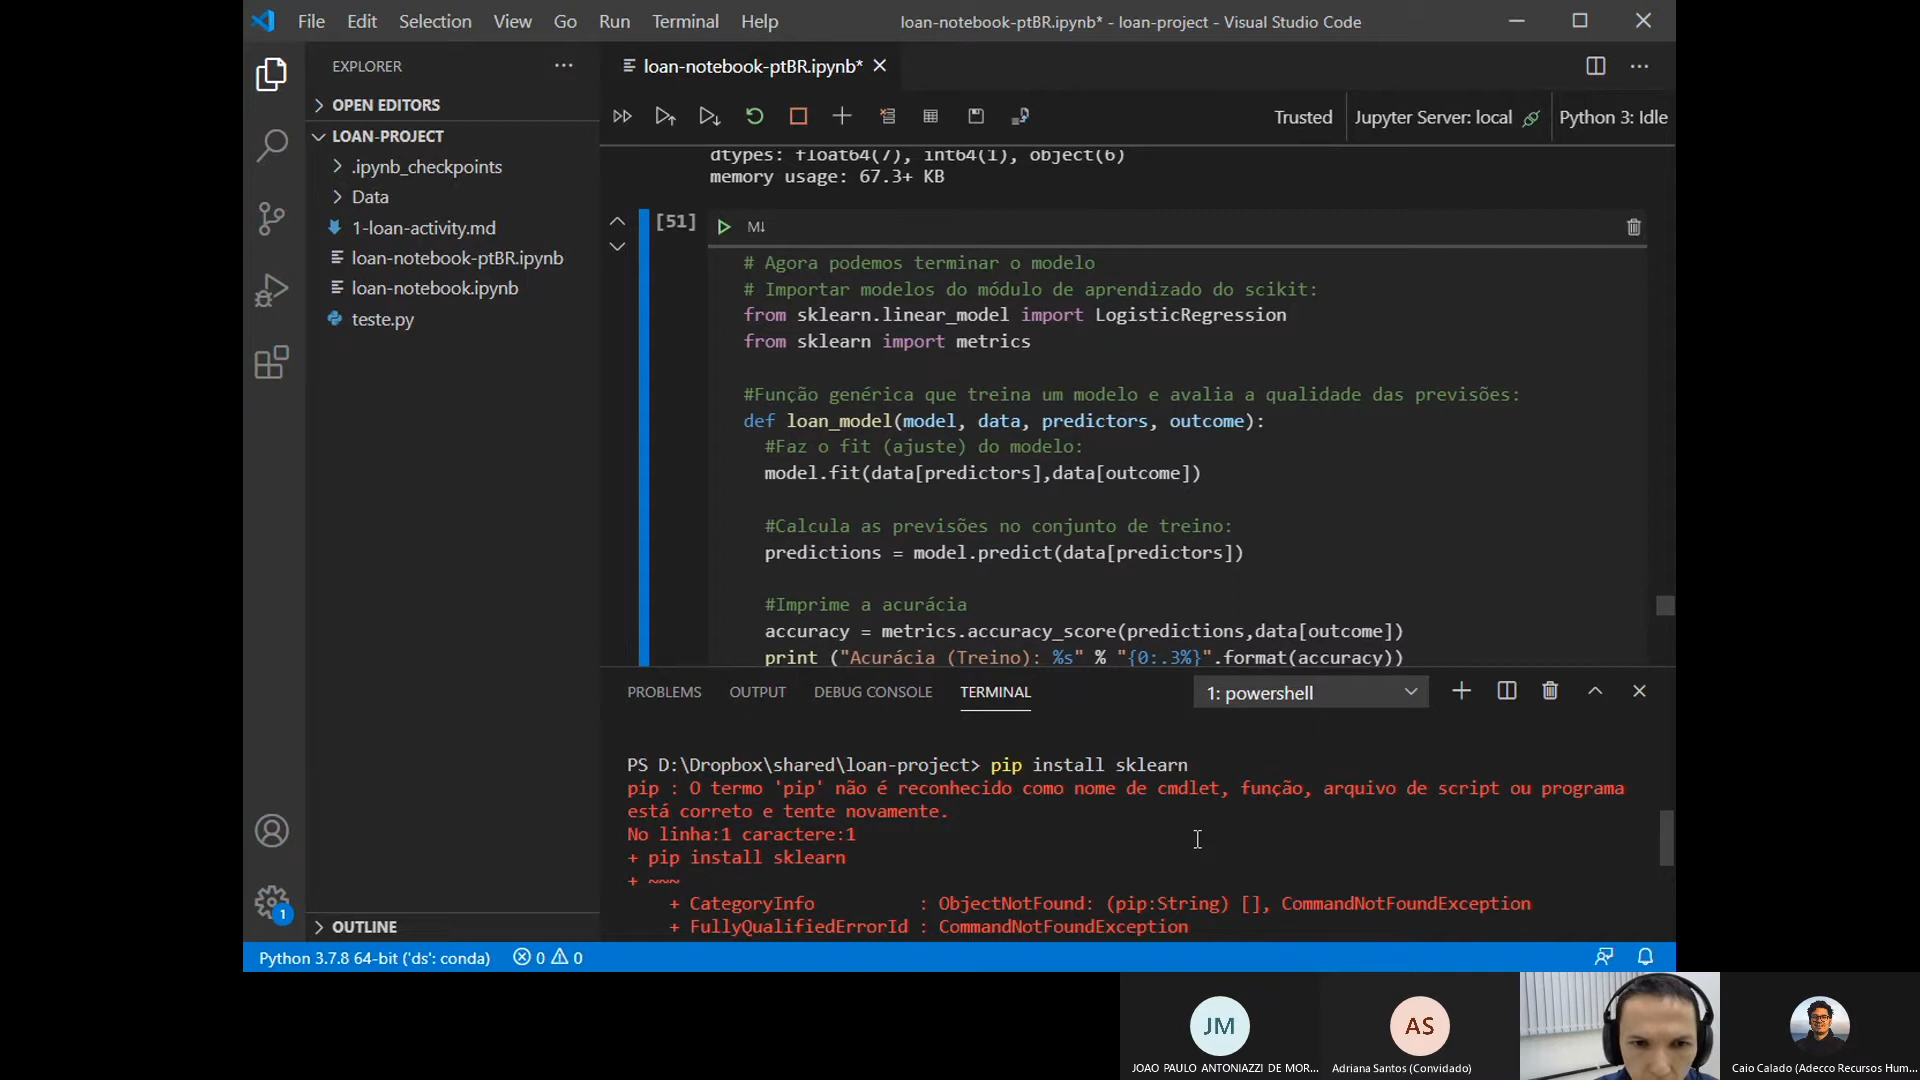 File Edit Selection View Go Run Terminal Help
loan-notebook-ptBR.ipynb* - loan-project - Visual Studio Code
EXPLORER
OPEN EDITORS
LOAN-PROJECT
.ipynb_checkpoints
Data
1-loan-activity.md
loan-notebook-ptBR.ipynb
loan-notebook.ipynb
teste.py
OUTLINE
loan-notebook-ptBR.ipynb*
Trusted
Jupyter Server: local
Python 3: Idle
dtypes: float64(7), int64(1), object(6)
memory usage: 67.3+ KB
[51]
M↓
# Agora podemos terminar o modelo
# Importar modelos do módulo de aprendizado do scikit:
from sklearn.linear_model import LogisticRegression
from sklearn import metrics
#Função genérica que treina um modelo e avalia a qualidade das previsões:
def loan_model(model, data, predictors, outcome):
#Faz o fit (ajuste) do modelo:
model.fit(data[predictors],data[outcome])
#Calcula as previsões no conjunto de treino:
predictions = model.predict(data[predictors])
#Imprime a acurácia
accuracy = metrics.accuracy_score(predictions,data[outcome])
print ("Acurácia (Treino): %s" % "{0:.3%}".format(accuracy))
PROBLEMS OUTPUT DEBUG CONSOLE TERMINAL
1: powershell
PS D:\Dropbox\shared\loan-project> pip install sklearn
pip : O termo 'pip' não é reconhecido como nome de cmdlet, função, arquivo de script ou programa
está correto e tente novamente.
No linha:1 caractere:1
+ pip install sklearn
+ ~~~
+ CategoryInfo : ObjectNotFound: (pip:String) [], CommandNotFoundException
+ FullyQualifiedErrorId : CommandNotFoundException
1
Python 3.7.8 64-bit ('ds': conda)
0
0
JM
AS
JOAO PAULO ANTONIAZZI DE MOR...
Adriana Santos (Convidado)
Caio Calado (Adecco Recursos Hum...